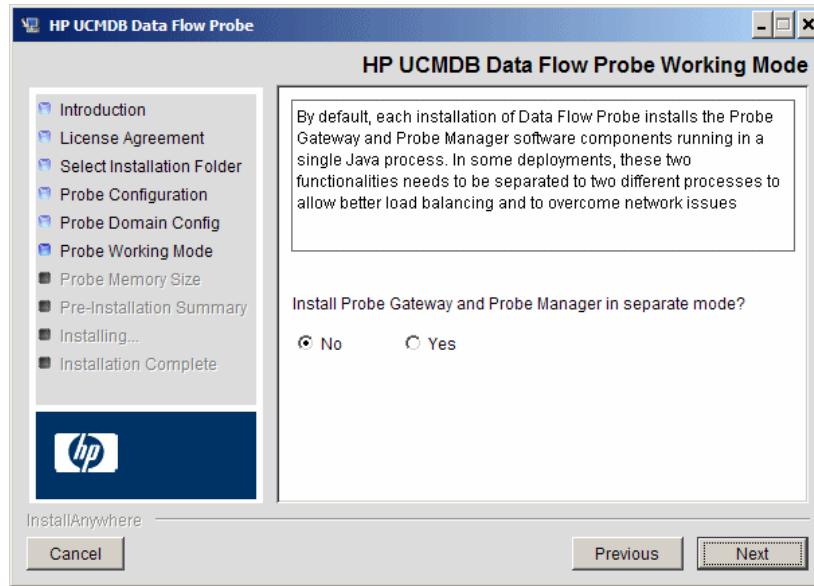 HP UCMDB Data Flow Probe
HP UCMDB Data Flow Probe Working Mode
Introduction
License Agreement
Select Installation Folder
Probe Configuration
Probe Domain Config
Probe Working Mode
Probe Memory Size
Pre-Installation Summary
Installing...
Installation Complete
hp
By default, each installation of Data Flow Probe installs the Probe
Gateway and Probe Manager software components running in a
single Java process. In some deployments, these two
functionalities needs to be separated to two different processes to
allow better load balancing and to overcome network issues
Install Probe Gateway and Probe Manager in separate mode?
No Yes
InstallAnywhere
Cancel Previous Next